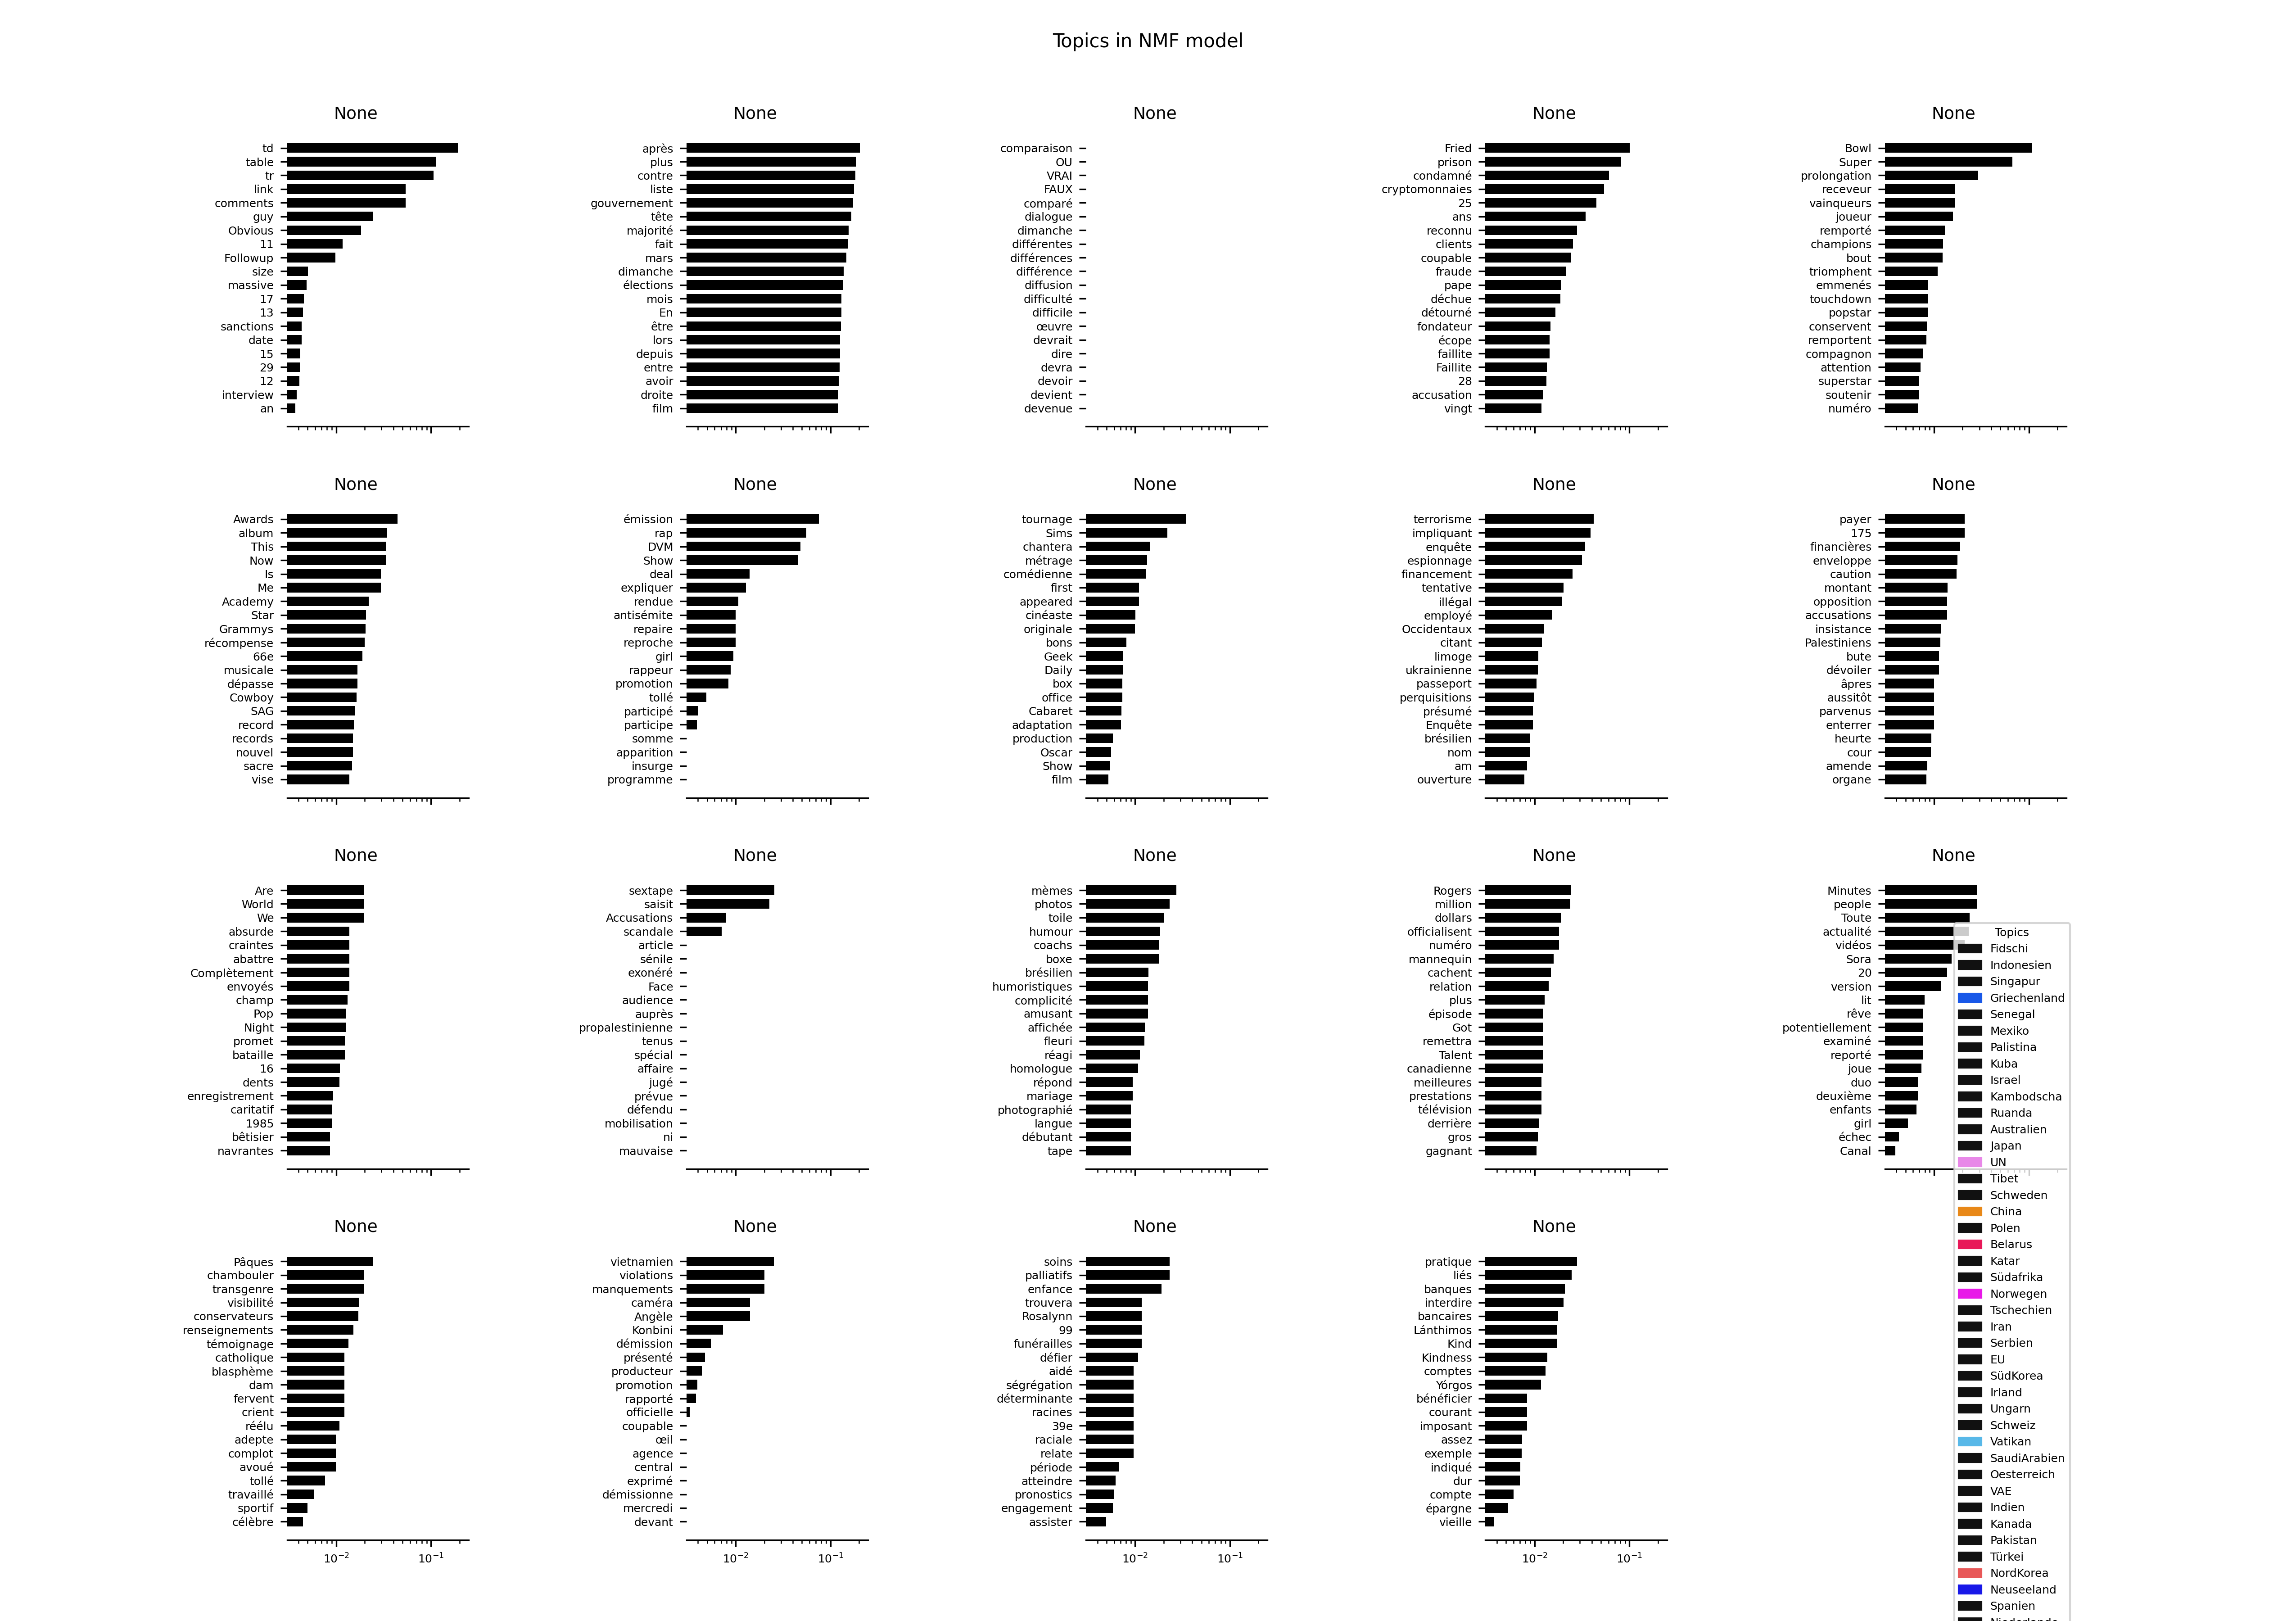 Topics in NMF model
None
td
table
tr
link
comments
guy
Obvious
11
Followup
size
massive
17
13
sanctions
date
15
29
12
interview
an
None
après
plus
contre
liste
gouvernement
tête
majorité
fait
mars
dimanche
élections
mois
En
être
lors
depuis
entre
avoir
droite
film
None
comparaison
OU
VRAI
FAUX
comparé
dialogue
dimanche
différentes
différences
différence
diffusion
difficulté
difficile
œuvre
devrait
dire
devra
devoir
devient
devenue
None
Fried
prison
condamné
cryptomonnaies
25
ans
reconnu
clients
coupable
fraude
pape
déchue
détourné
fondateur
écope
faillite
Faillite
28
accusation
vingt
None
Bowl
Super
prolongation
receveur
vainqueurs
joueur
remporté
champions
bout
triomphent
emmenés
touchdown
popstar
conservent
remportent
compagnon
attention
superstar
soutenir
numéro
None
Awards
album
This
Now
Is
Me
Academy
Star
Grammys
récompense
66e
musicale
dépasse
Cowboy
SAG
record
records
nouvel
sacre
vise
None
émission
rap
DVM
Show
deal
expliquer
rendue
antisémite
repaire
reproche
girl
rappeur
promotion
tollé
participé
participe
somme
apparition
insurge
programme
None
tournage
Sims
chantera
métrage
comédienne
first
appeared
cinéaste
originale
bons
Geek
Daily
box
office
Cabaret
adaptation
production
Oscar
Show
film
None
terrorisme
impliquant
enquête
espionnage
financement
tentative
illégal
employé
Occidentaux
citant
limoge
ukrainienne
passeport
perquisitions
présumé
Enquête
brésilien
nom
am
ouverture
None
payer
175
financières
enveloppe
caution
montant
opposition
accusations
insistance
Palestiniens
bute
dévoiler
âpres
aussitôt
parvenus
enterrer
heurte
cour
amende
organe
None
Are
World
We
absurde
craintes
abattre
Complètement
envoyés
champ
Pop
Night
promet
bataille
16
dents
enregistrement
caritatif
1985
bêtisier
navrantes
None
sextape
saisit
Accusations
scandale
article
sénile
exonéré
Face
audience
auprès
propalestinienne
tenus
spécial
affaire
jugé
prévue
défendu
mobilisation
ni
mauvaise
None
mèmes
photos
toile
humour
coachs
boxe
brésilien
humoristiques
complicité
amusant
affichée
fleuri
réagi
homologue
répond
mariage
photographié
langue
débutant
tape
None
Rogers
million
dollars
officialisent
numéro
mannequin
cachent
relation
plus
épisode
Got
remettra
Talent
canadienne
meilleures
prestations
télévision
derrière
gros
gagnant
None
Minutes
people
Toute
actualité
vidéos
Sora
20
version
lit
rêve
potentiellement
examiné
reporté
joue
duo
deuxième
enfants
girl
échec
Canal
None
Pâques
chambouler
transgenre
visibilité
conservateurs
renseignements
témoignage
catholique
blasphème
dam
fervent
crient
réélu
adepte
complot
avoué
tollé
travaillé
sportif
célèbre
10⁻² 10⁻¹
None
vietnamien
violations
manquements
caméra
Angèle
Konbini
démission
présenté
producteur
promotion
rapporté
officielle
coupable
œil
agence
central
exprimé
démissionne
mercredi
devant
10⁻² 10⁻¹
None
soins
palliatifs
enfance
trouvera
Rosalynn
99
funérailles
défier
aidé
ségrégation
déterminante
racines
39e
raciale
relate
période
atteindre
pronostics
engagement
assister
10⁻² 10⁻¹
None
pratique
liés
banques
interdire
bancaires
Lánthimos
Kind
Kindness
comptes
Yórgos
bénéficier
courant
imposant
assez
exemple
indiqué
dur
compte
épargne
vieille
10⁻² 10⁻¹
Topics
Fidschi
Indonesien
Singapur
Griechenland
Senegal
Mexiko
Palistina
Kuba
Israel
Kambodscha
Ruanda
Australien
Japan
UN
Tibet
Schweden
China
Polen
Belarus
Katar
Südafrika
Norwegen
Tschechien
Iran
Serbien
EU
SüdKorea
Irland
Ungarn
Schweiz
Vatikan
SaudiArabien
Oesterreich
VAE
Indien
Kanada
Pakistan
Türkei
NordKorea
Neuseeland
Spanien